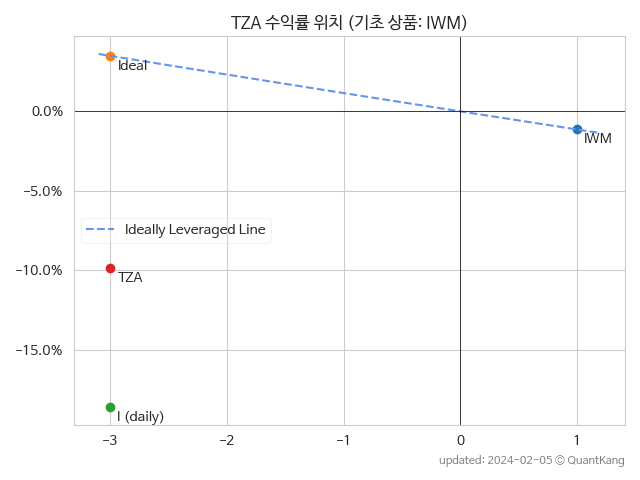 TZA 수익률 위치 (기초 상품: IWM)
Ideal
0.0%
IWM
-5.0%
Ideally Leveraged Line
-10.0%
TZA
-15.0%
I (daily)
-3
-2
-1
0
1
updated: 2024-02-05 © QuantKang